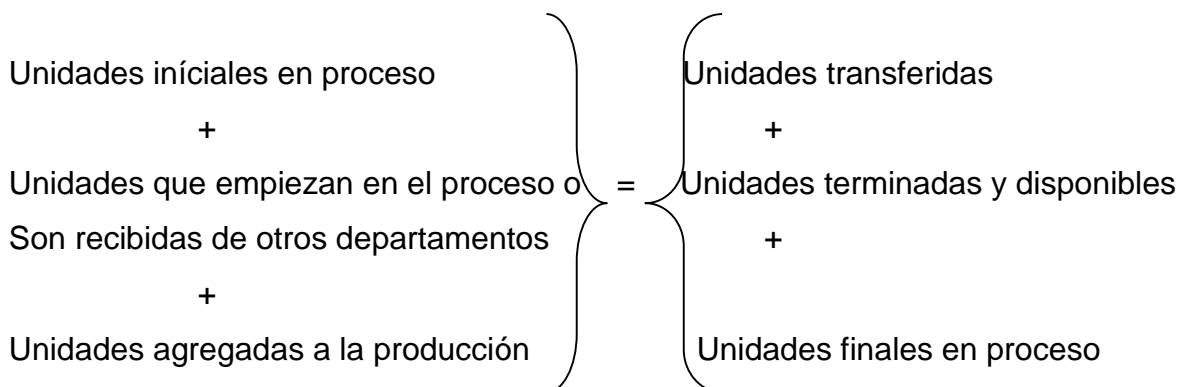 Unidades iníciales en proceso Unidades transferidas
+ +
Unidades que empiezan en el proceso o = Unidades terminadas y disponibles
Son recibidas de otros departamentos +
+
Unidades agregadas a la producción Unidades finales en proceso